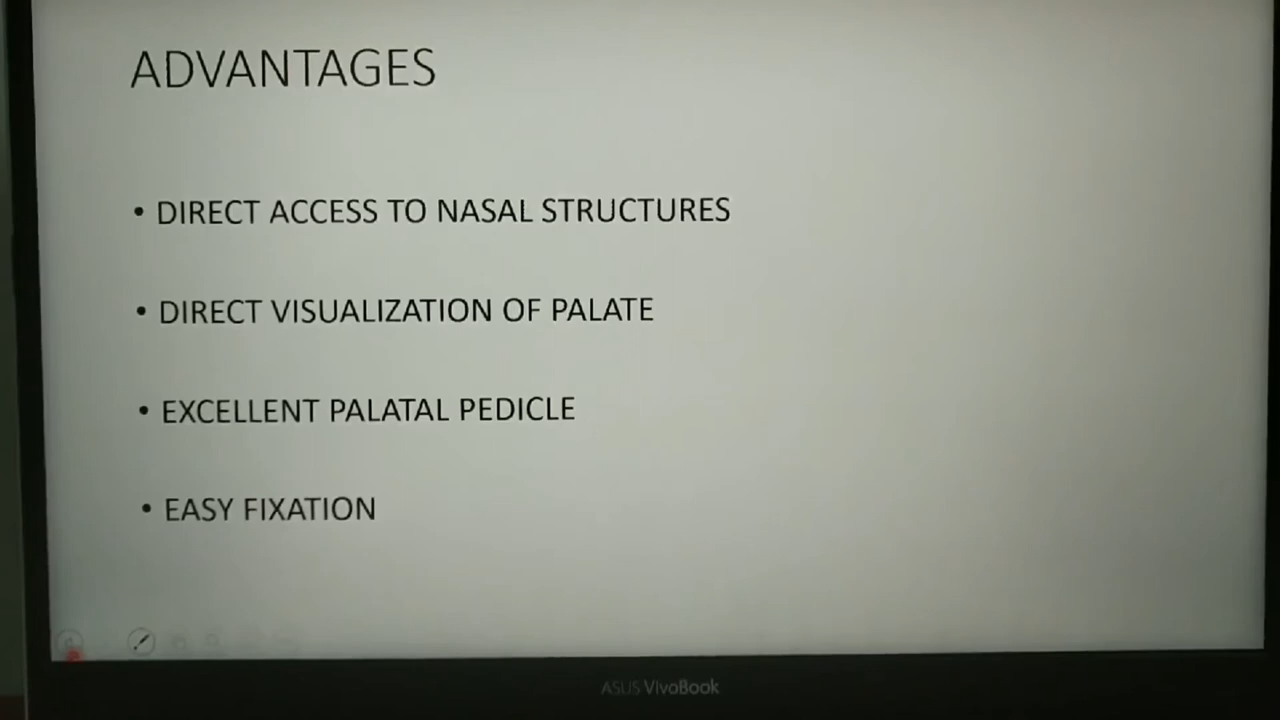 ADVANTAGES
• DIRECT ACCESS TO NASAL STRUCTURES
• DIRECT VISUALIZATION OF PALATE
• EXCELLENT PALATAL PEDICLE
• EASY FIXATION
ASUS VivoBook